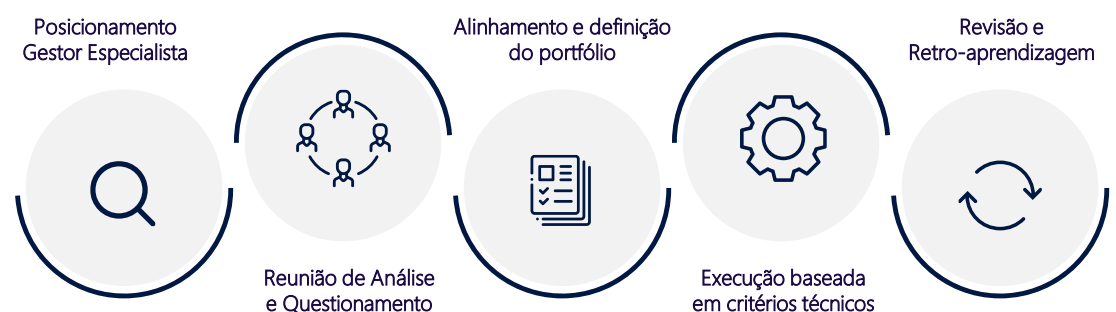 Posicionamento
Gestor Especialista
Reunião de Análise
e Questionamento
Alinhamento e definição
do portfólio
Execução baseada
em critérios técnicos
Revisão e
Retro-aprendizagem